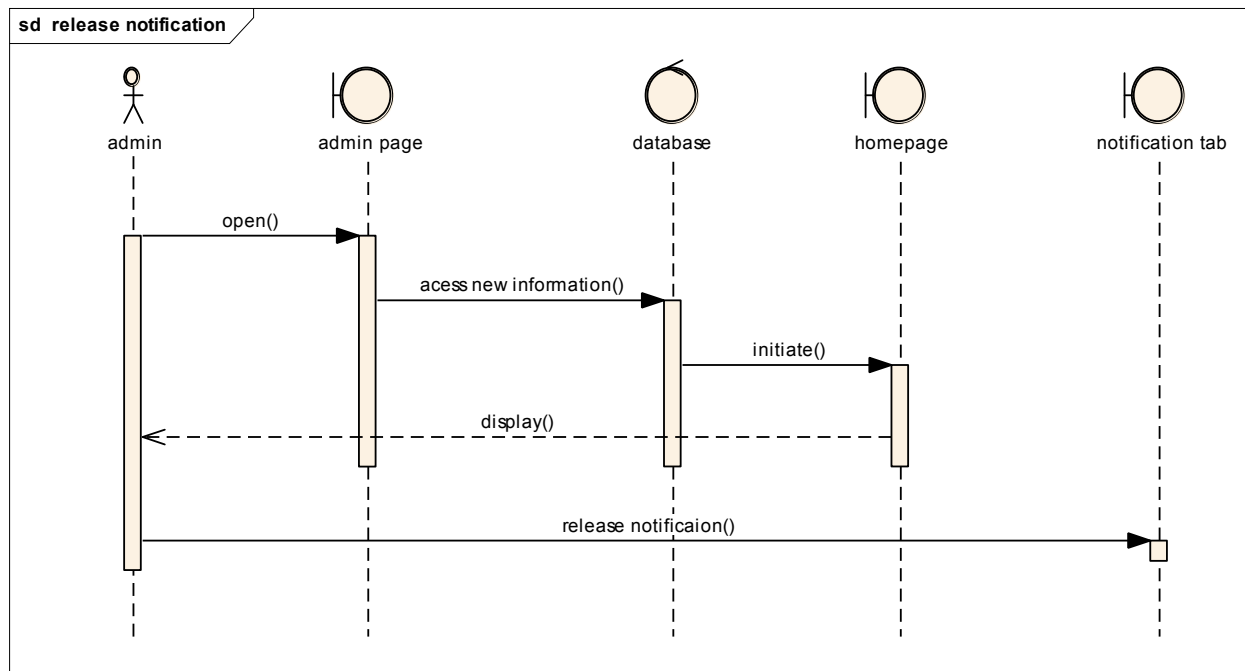 sd release notification
admin
admin page
database
homepage
notification tab
open()
acess new information()
initiate()
display()
release notificaion()